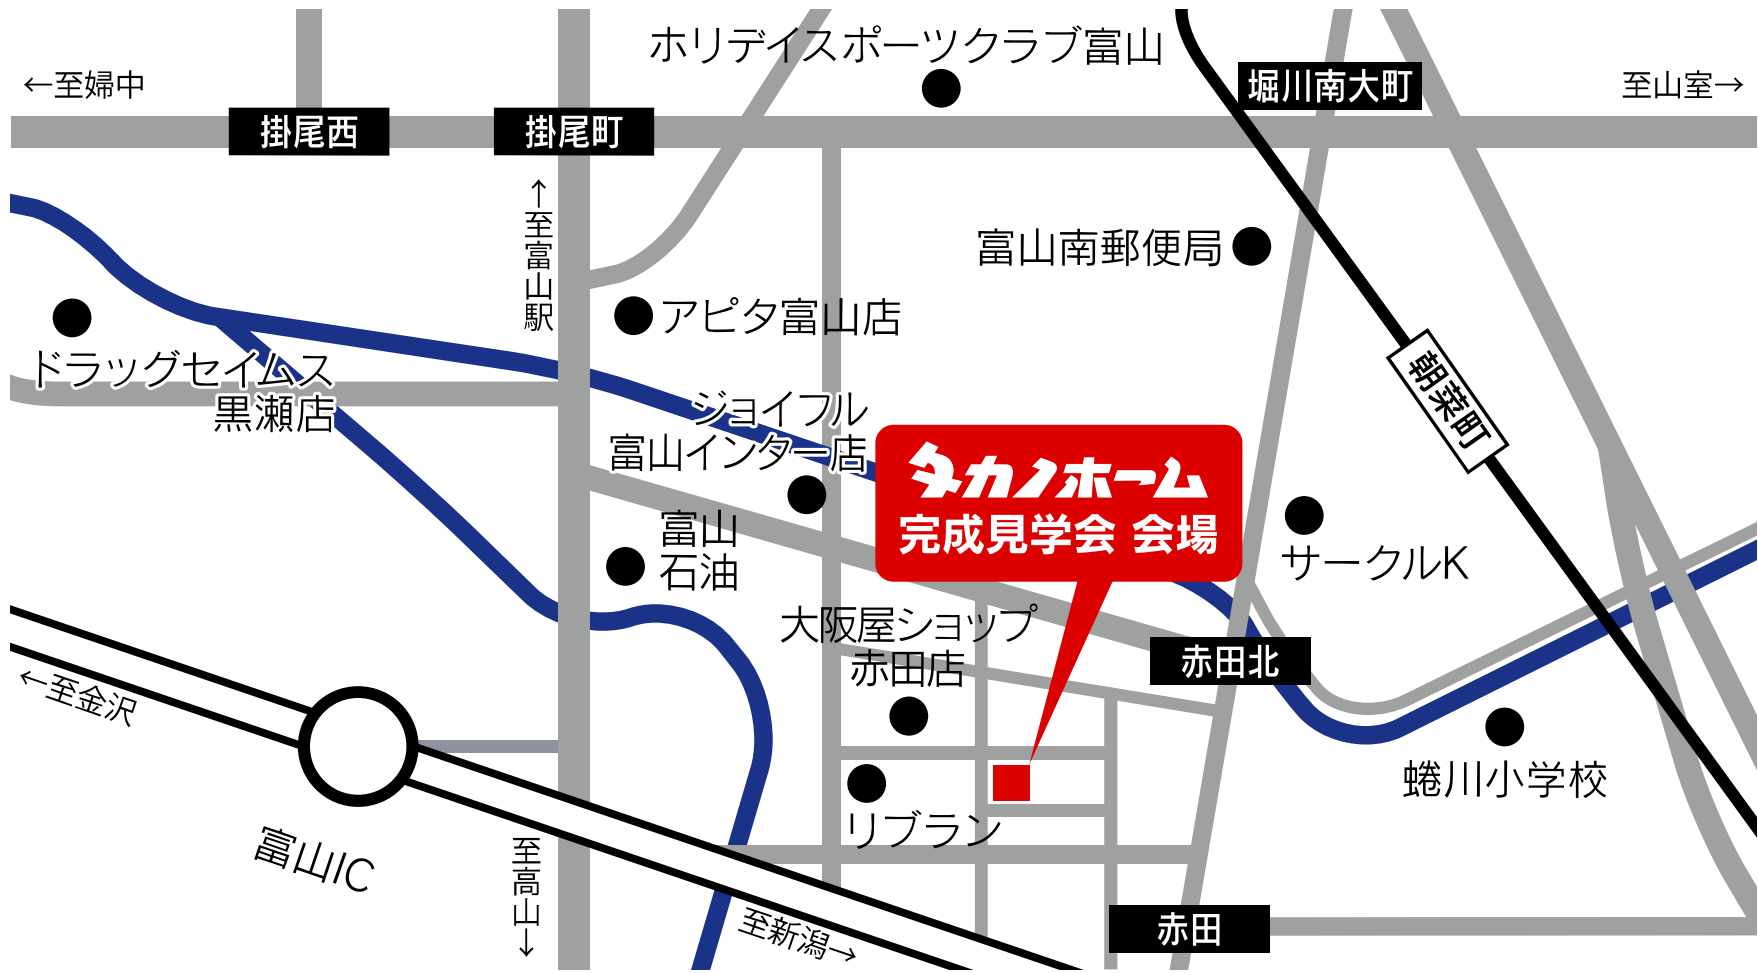 ホリデイスポーツクラブ富山
←至婦中
堀川南大町
至山室→
掛尾西
掛尾町
←至富山駅
富山南郵便局
アピタ富山店
ドラッグセイムス
黒瀬店
朝菜町
ジョイフル
富山インター店
タカノホーム
完成見学会 会場
富山
石油
サークルK
大阪屋ショップ
赤田店
赤田北
←至金沢
蜷川小学校
リブラン
富山IC
至高山→
至新潟→
赤田